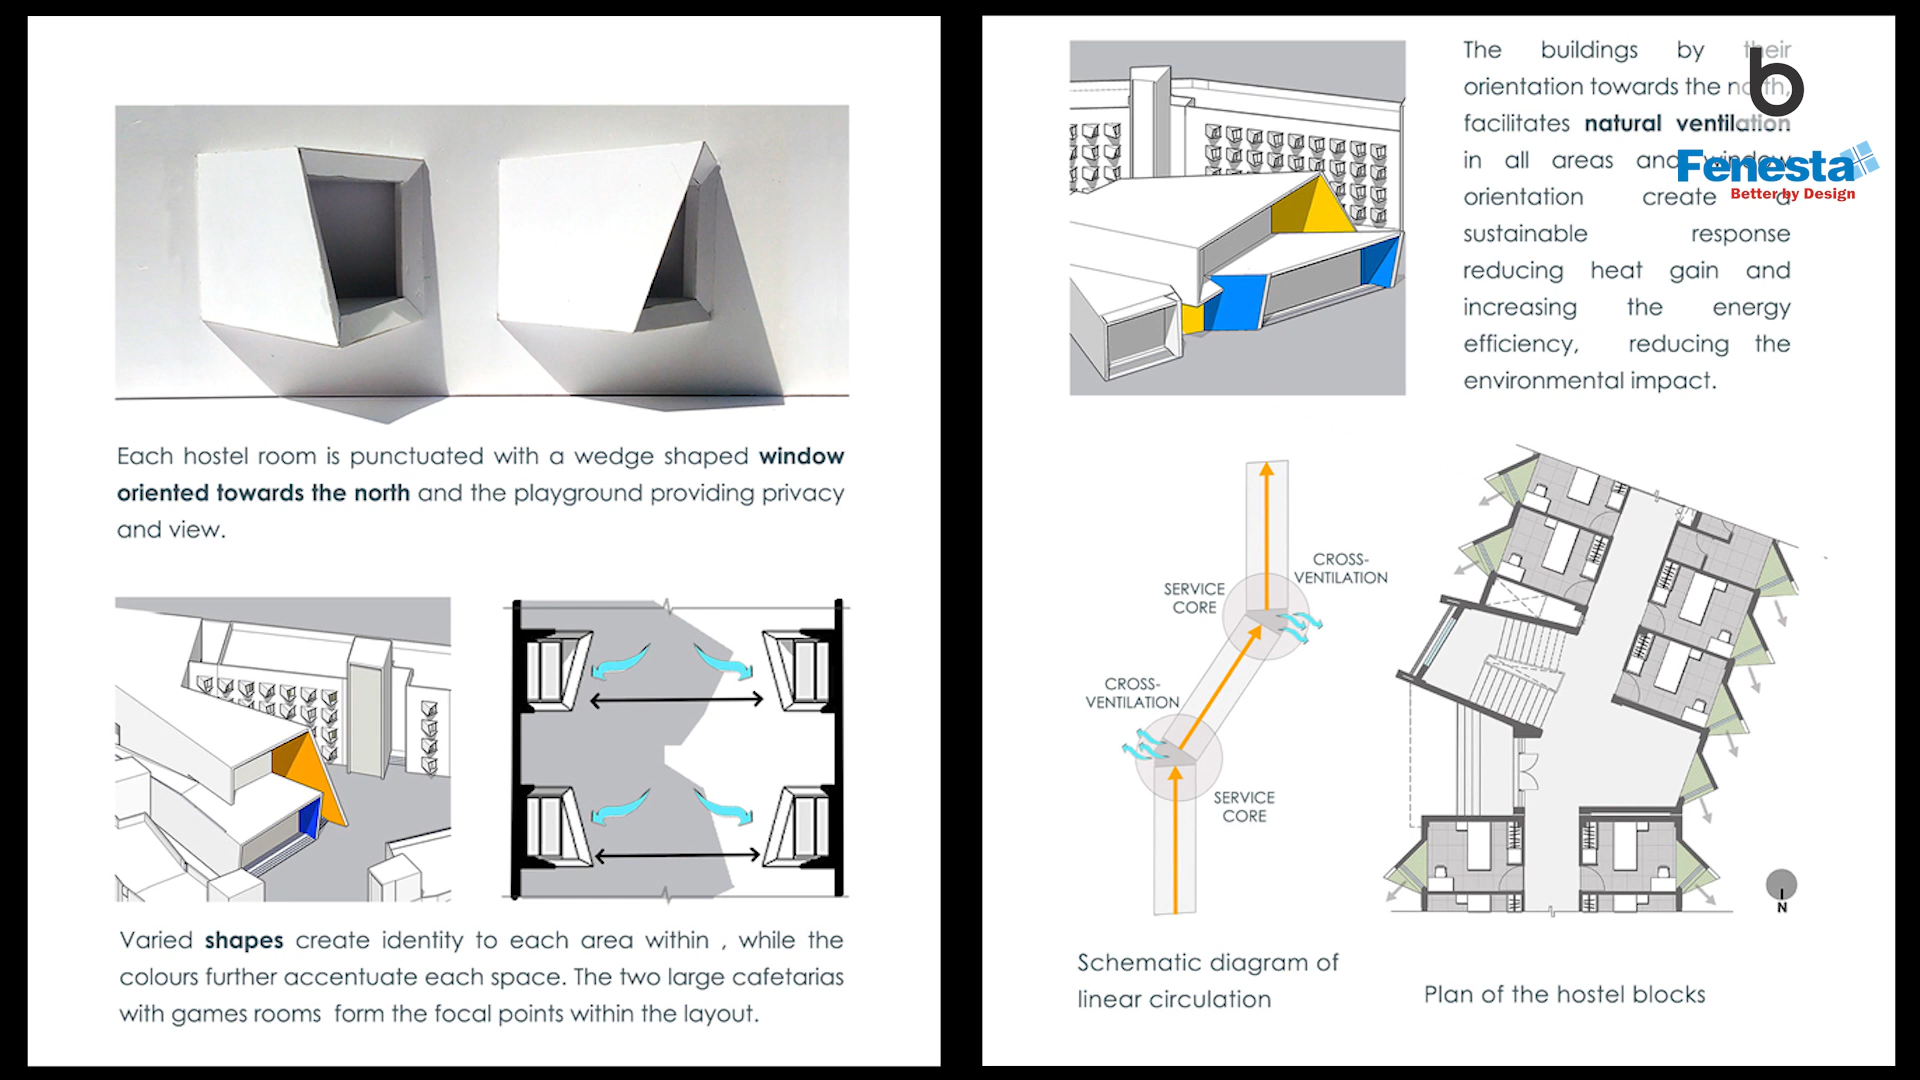 Each hostel room is punctuated with a wedge shaped window
oriented towards the north and the playground providing privacy
and view.
Varied shapes create identity to each area within , while the
colours further accentuate each space. The two large cafetarias
with games rooms form the focal points within the layout.
The buildings by their
orientation towards the north,
facilitates natural ventilation
in all areas and window
orientation create a
sustainable response
reducing heat gain and
increasing the energy
efficiency, reducing the
environmental impact.
b
Fenesta
Better by Design
CROSS-
VENTILATION
SERVICE
CORE
CROSS-
VENTILATION
SERVICE
CORE
Schematic diagram of
linear circulation
N
Plan of the hostel blocks